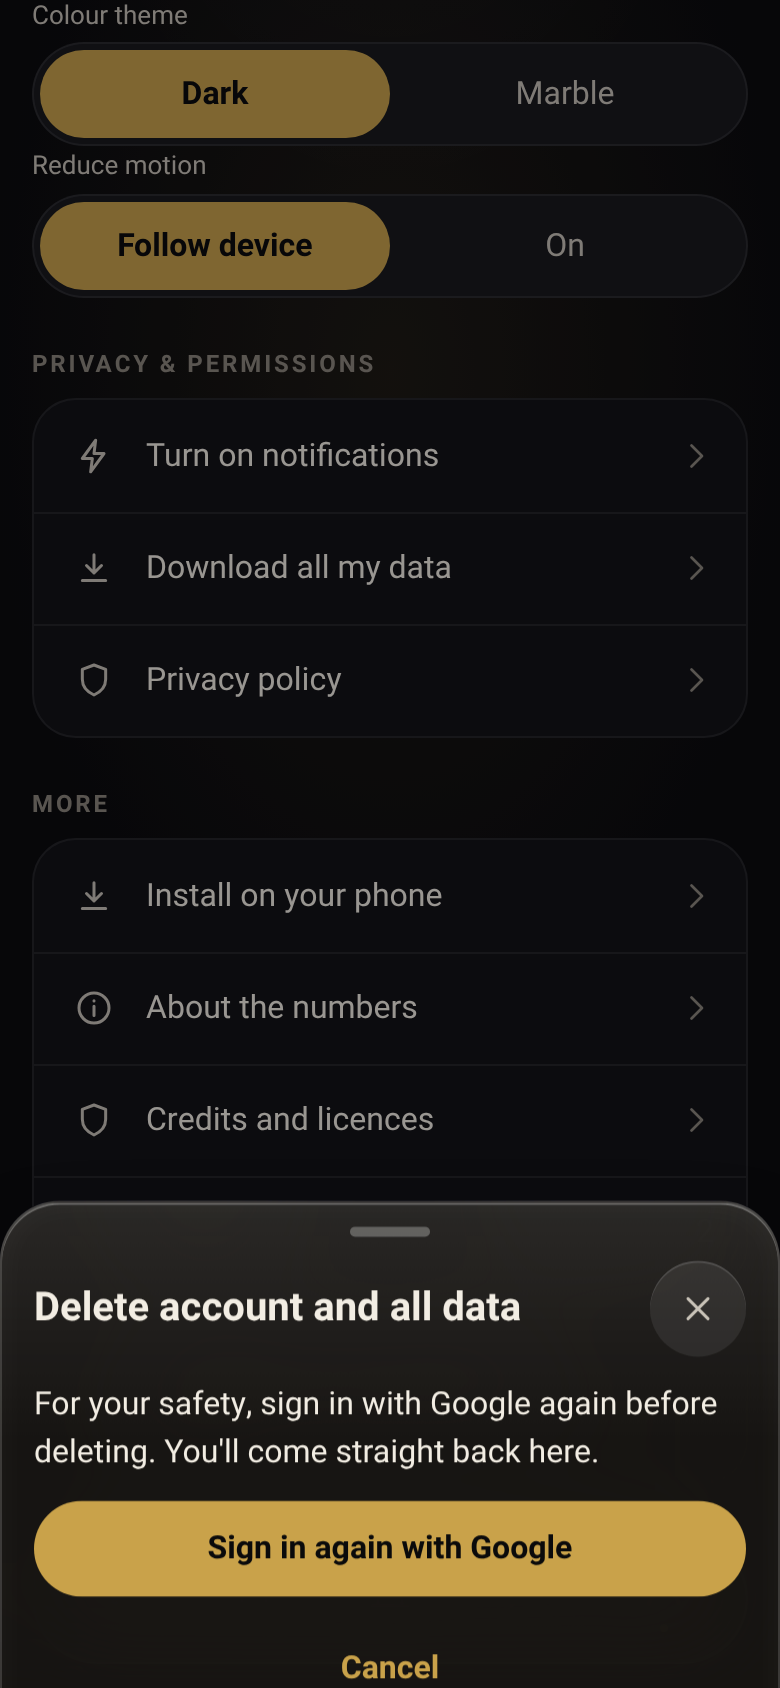 Colour theme
Dark
Marble
Reduce motion
Follow device
On
PRIVACY & PERMISSIONS
Turn on notifications
Download all my data
Privacy policy
MORE
Install on your phone
About the numbers
Credits and licences
Delete account and all data
For your safety, sign in with Google again before
deleting. You'll come straight back here.
Sign in again with Google
Cancel